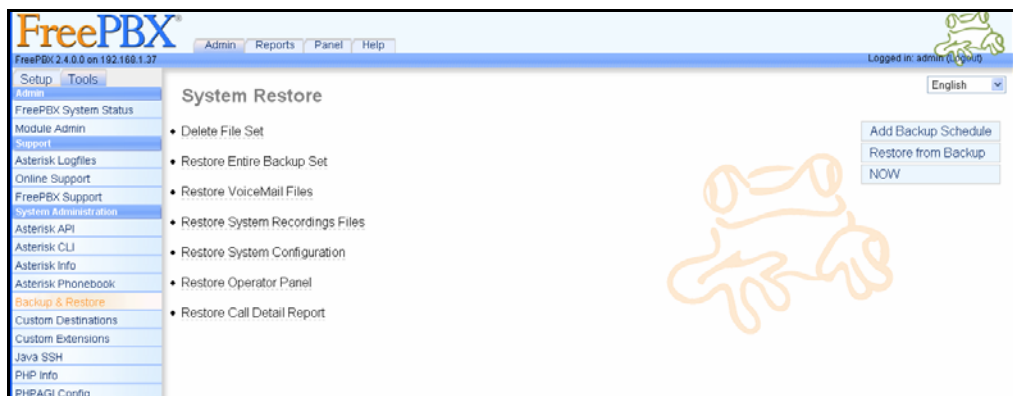 FreePBX®
Admin Reports Panel Help
FreePBX 2.4.0.0 on 192.168.1.37
Logged in: admin (Logout)
Setup Tools
English
Admin
FreePBX System Status
Module Admin
Support
Asterisk Logfiles
Online Support
FreePBX Support
System Administration
Asterisk API
Asterisk CLI
Asterisk Info
Asterisk Phonebook
Backup & Restore
Custom Destinations
Custom Extensions
Java SSH
PHP Info
PHPAGI Config
System Restore
• Delete File Set
• Restore Entire Backup Set
• Restore VoiceMail Files
• Restore System Recordings Files
• Restore System Configuration
• Restore Operator Panel
• Restore Call Detail Report
Add Backup Schedule
Restore from Backup
NOW